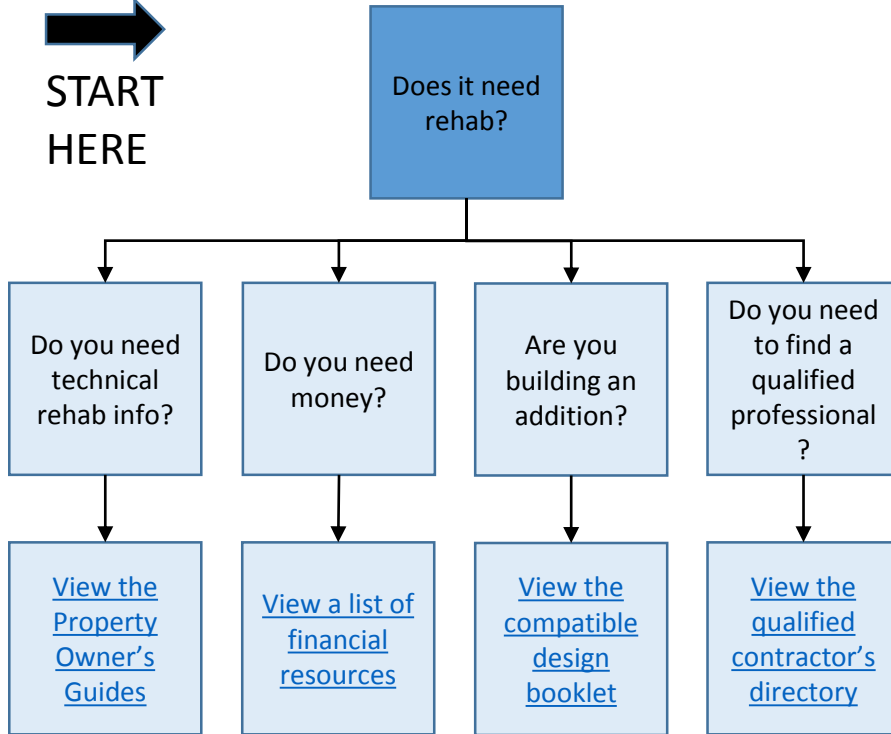 START
HERE
Does it need
rehab?
Do you need
technical
rehab info?
Do you need
money?
Are you
building an
addition?
Do you need
to find a
qualified
professional
?
View the
Property
Owner’s
Guides
View a list of
financial
resources
View the
compatible
design
booklet
View the
qualified
contractor’s
directory